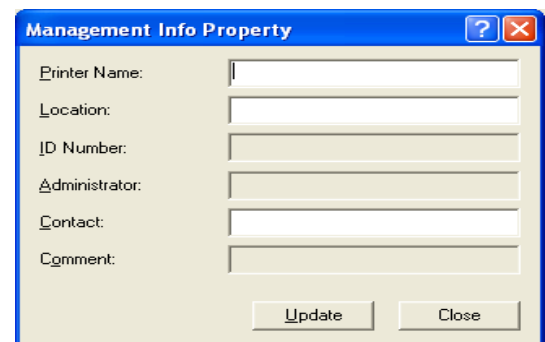 Management Info Property
Printer Name:
Location:
ID Number:
Administrator:
Contact:
Comment:
Update Close